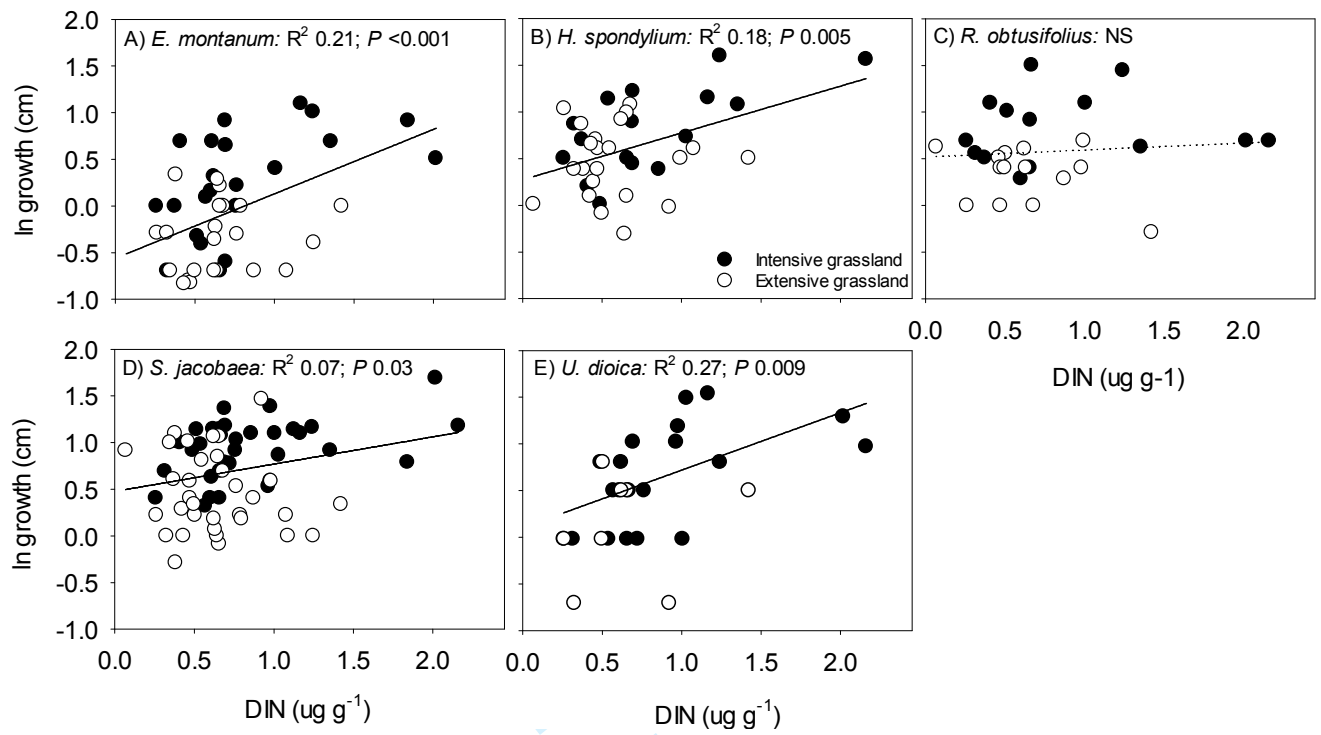 2.0
1.5
1.0
0.5
0.0
-0.5
-1.0
ln growth (cm)
A) E. montanum: R² 0.21; P <0.001
B) H. spondylium: R² 0.18; P 0.005
Intensive grassland
Extensive grassland
C) R. obtusifolius: NS
0.0 0.5 1.0 1.5 2.0
DIN (ug g-1)
2.0
1.5
1.0
0.5
0.0
-0.5
-1.0
ln growth (cm)
D) S. jacobaea: R² 0.07; P 0.03
0.0 0.5 1.0 1.5 2.0
DIN (ug g⁻¹)
E) U. dioica: R² 0.27; P 0.009
0.0 0.5 1.0 1.5 2.0
DIN (ug g⁻¹)